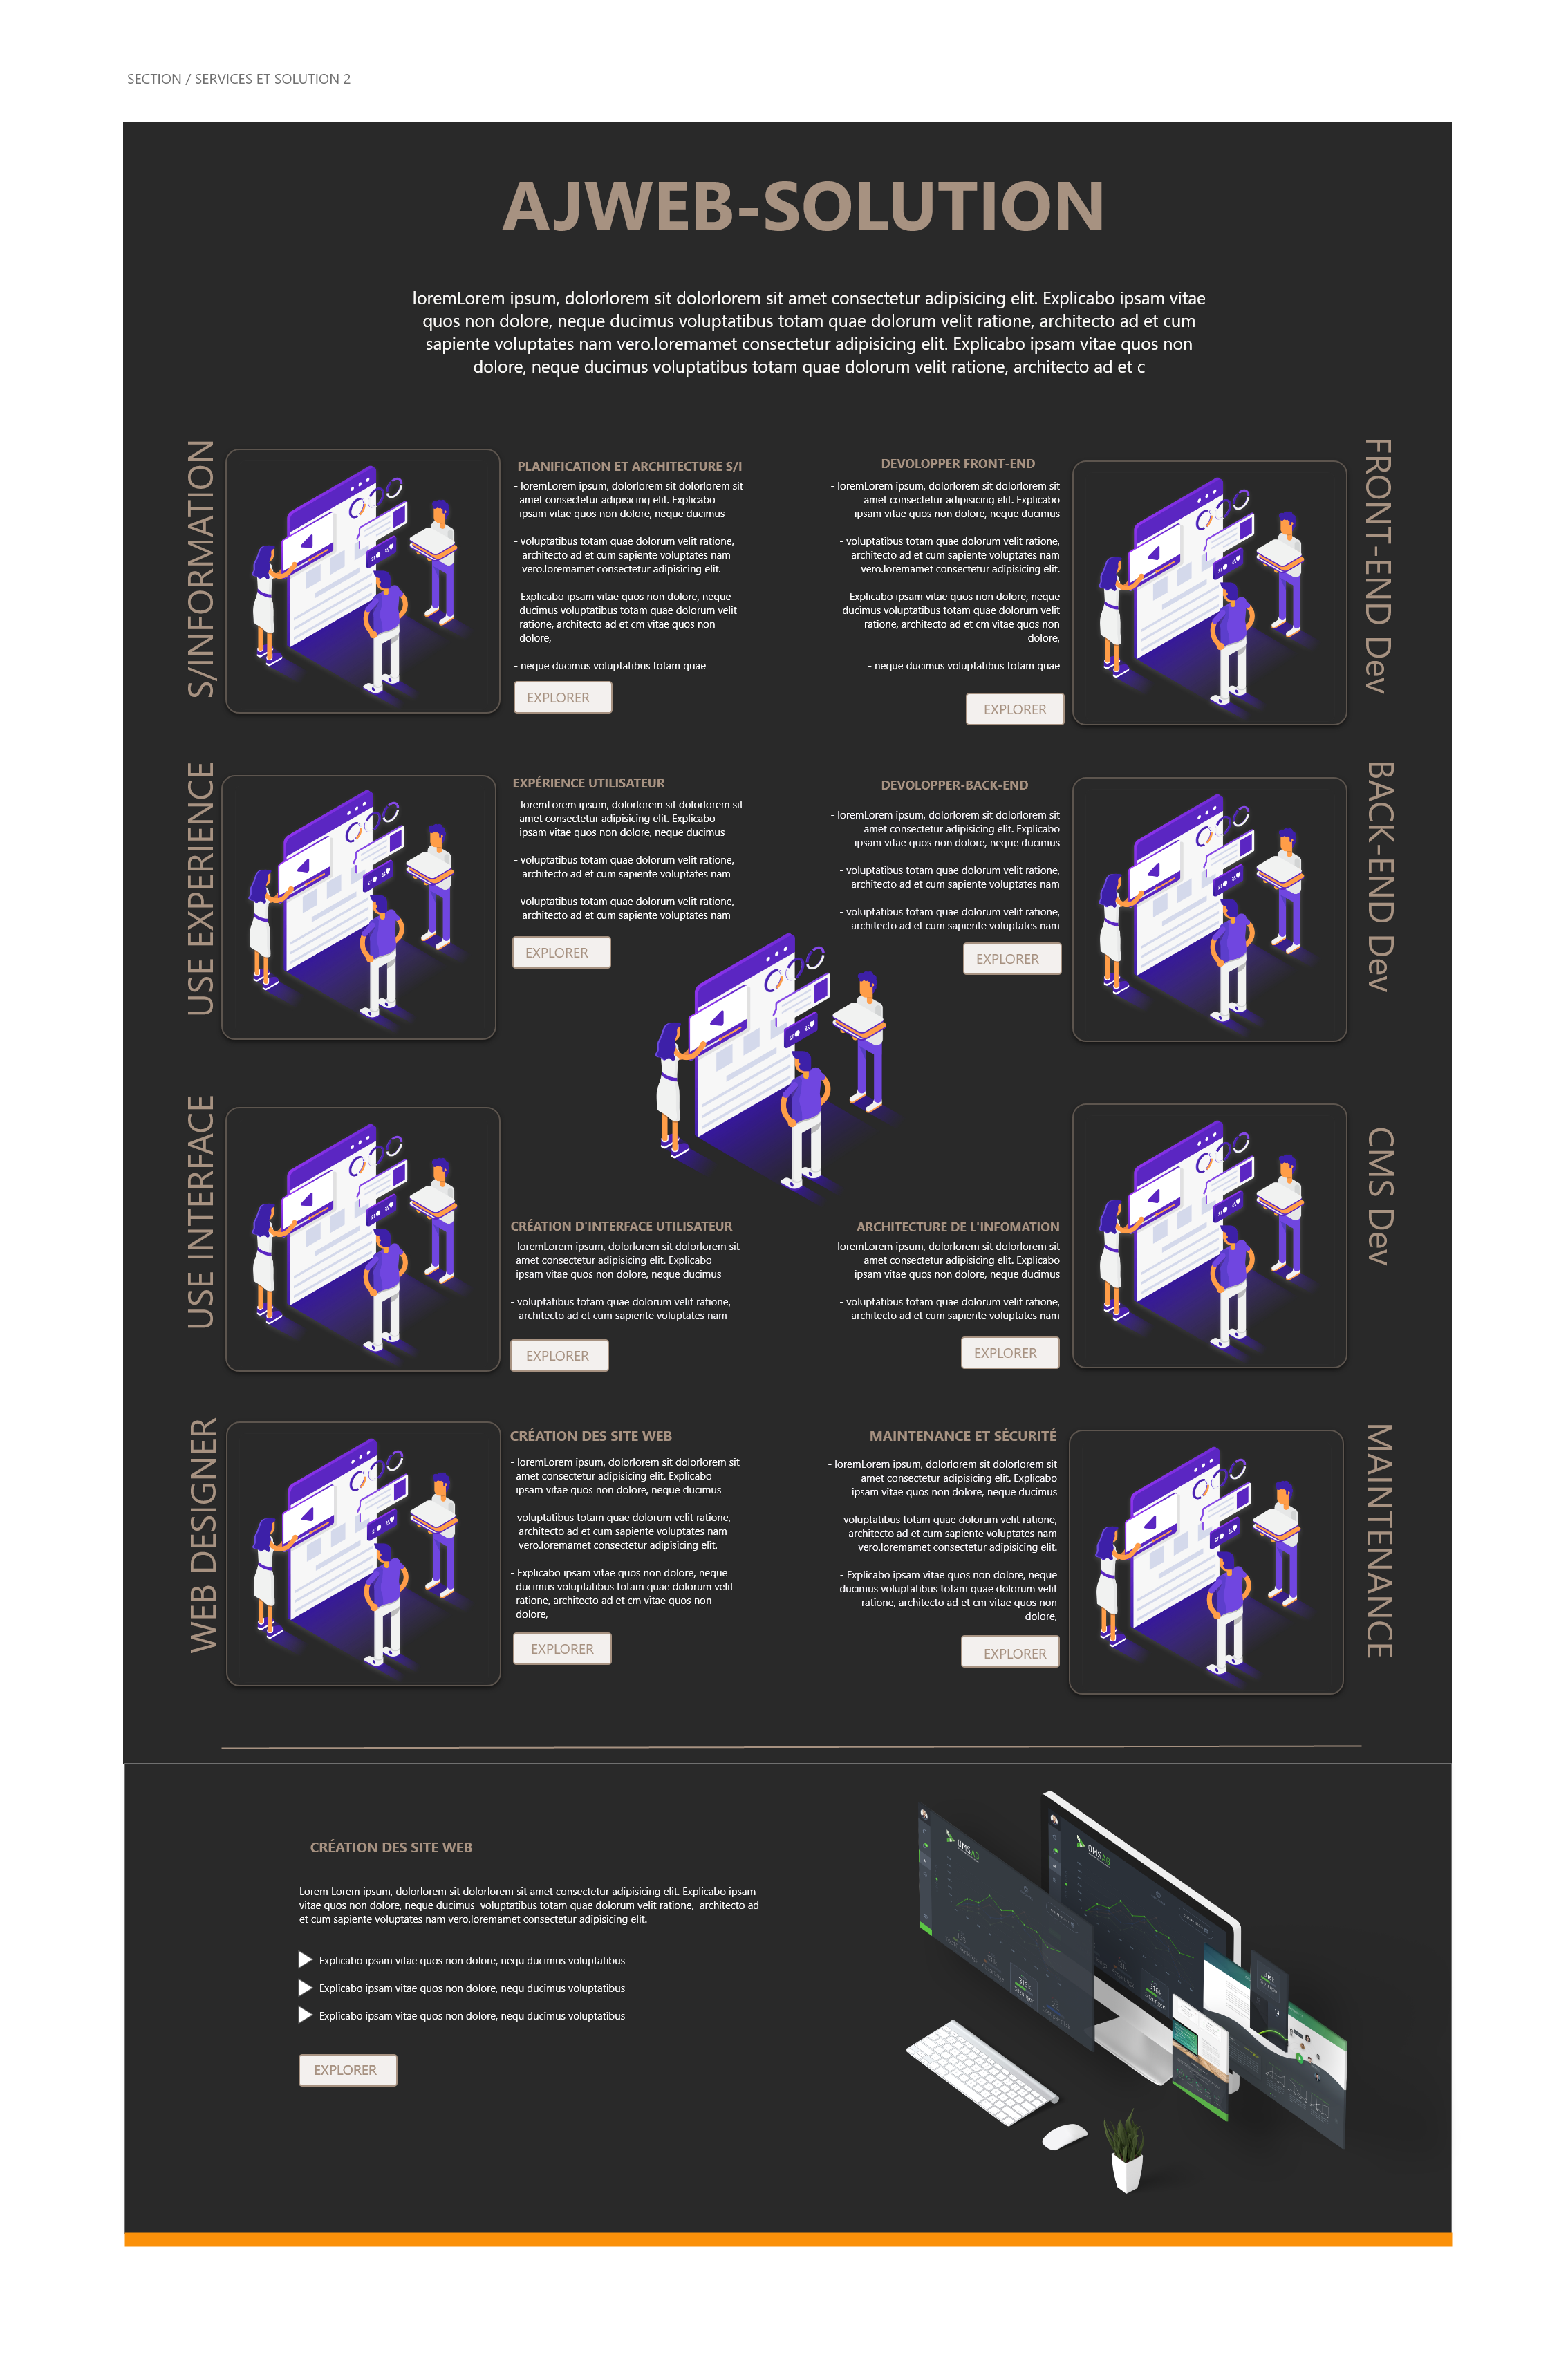 SECTION / SERVICES ET SOLUTION 2
AJWEB-SOLUTION
loremLorem ipsum, dolorlorem sit dolorlorem sit amet consectetur adipisicing elit. Explicabo ipsam vitae
quos non dolore, neque ducimus voluptatibus totam quae dolorum velit ratione, architecto ad et cum
sapiente voluptates nam vero.loremamet consectetur adipisicing elit. Explicabo ipsam vitae quos non
dolore, neque ducimus voluptatibus totam quae dolorum velit ratione, architecto ad et c
S/INFORMATION
PLANIFICATION ET ARCHITECTURE S/I
- loremLorem ipsum, dolorlorem sit dolorlorem sit
amet consectetur adipisicing elit. Explicabo
ipsam vitae quos non dolore, neque ducimus
- voluptatibus totam quae dolorum velit ratione,
architecto ad et cum sapiente voluptates nam
vero.loremamet consectetur adipisicing elit.
- Explicabo ipsam vitae quos non dolore, neque
ducimus voluptatibus totam quae dolorum velit
ratione, architecto ad et cm vitae quos non
dolore,
- neque ducimus voluptatibus totam quae
EXPLORER
DEVOLOPPER FRONT-END
- loremLorem ipsum, dolorlorem sit dolorlorem sit
amet consectetur adipisicing elit. Explicabo
ipsam vitae quos non dolore, neque ducimus
- voluptatibus totam quae dolorum velit ratione,
architecto ad et cum sapiente voluptates nam
vero.loremamet consectetur adipisicing elit.
- Explicabo ipsam vitae quos non dolore, neque
ducimus voluptatibus totam quae dolorum velit
ratione, architecto ad et cm vitae quos non
dolore,
- neque ducimus voluptatibus totam quae
EXPLORER
FRONT-END Dev
USE EXPERIENCE
EXPÉRIENCE UTILISATEUR
- loremLorem ipsum, dolorlorem sit dolorlorem sit
amet consectetur adipisicing elit. Explicabo
ipsam vitae quos non dolore, neque ducimus
- voluptatibus totam quae dolorum velit ratione,
architecto ad et cum sapiente voluptates nam
- voluptatibus totam quae dolorum velit ratione,
architecto ad et cum sapiente voluptates nam
EXPLORER
DEVOLOPPER-BACK-END
- loremLorem ipsum, dolorlorem sit dolorlorem sit
amet consectetur adipisicing elit. Explicabo
ipsam vitae quos non dolore, neque ducimus
- voluptatibus totam quae dolorum velit ratione,
architecto ad et cum sapiente voluptates nam
- voluptatibus totam quae dolorum velit ratione,
architecto ad et cum sapiente voluptates nam
EXPLORER
BACK-END Dev
USE INTERFACE
CRÉATION D'INTERFACE UTILISATEUR
- loremLorem ipsum, dolorlorem sit dolorlorem sit
amet consectetur adipisicing elit. Explicabo
ipsam vitae quos non dolore, neque ducimus
- voluptatibus totam quae dolorum velit ratione,
architecto ad et cum sapiente voluptates nam
EXPLORER
ARCHITECTURE DE L'INFOMATION
- loremLorem ipsum, dolorlorem sit dolorlorem sit
amet consectetur adipisicing elit. Explicabo
ipsam vitae quos non dolore, neque ducimus
- voluptatibus totam quae dolorum velit ratione,
architecto ad et cum sapiente voluptates nam
EXPLORER
CMS Dev
WEB DESIGNER
CRÉATION DES SITE WEB
- loremLorem ipsum, dolorlorem sit dolorlorem sit
amet consectetur adipisicing elit. Explicabo
ipsam vitae quos non dolore, neque ducimus
- voluptatibus totam quae dolorum velit ratione,
architecto ad et cum sapiente voluptates nam
vero.loremamet consectetur adipisicing elit.
- Explicabo ipsam vitae quos non dolore, neque
ducimus voluptatibus totam quae dolorum velit
ratione, architecto ad et cm vitae quos non
dolore,
EXPLORER
MAINTENANCE ET SÉCURITÉ
- loremLorem ipsum, dolorlorem sit dolorlorem sit
amet consectetur adipisicing elit. Explicabo
ipsam vitae quos non dolore, neque ducimus
- voluptatibus totam quae dolorum velit ratione,
architecto ad et cum sapiente voluptates nam
vero.loremamet consectetur adipisicing elit.
- Explicabo ipsam vitae quos non dolore, neque
ducimus voluptatibus totam quae dolorum velit
ratione, architecto ad et cm vitae quos non
dolore,
EXPLORER
MAINTENANCE
CRÉATION DES SITE WEB
Lorem Lorem ipsum, dolorlorem sit dolorlorem sit amet consectetur adipisicing elit. Explicabo ipsam
vitae quos non dolore, neque ducimus voluptatibus totam quae dolorum velit ratione, architecto ad
et cum sapiente voluptates nam vero.loremamet consectetur adipisicing elit.
Explicabo ipsam vitae quos non dolore, nequ ducimus voluptatibus
Explicabo ipsam vitae quos non dolore, nequ ducimus voluptatibus
Explicabo ipsam vitae quos non dolore, nequ ducimus voluptatibus
EXPLORER
OMSAG
OMSAG